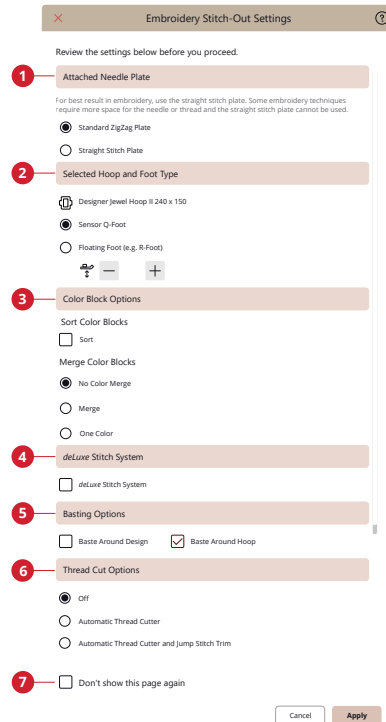 Embroidery Stitch-Out Settings
Review the settings below before you proceed.
1 Attached Needle Plate
For best result in embroidery, use the straight stitch plate. Some embroidery techniques
require more space for the needle or thread and the straight stitch plate cannot be used.
Standard ZigZag Plate
Straight Stitch Plate
2 Selected Hoop and Foot Type
Designer Jewel Hoop II 240 x 150
Sensor Q-Foot
Floating Foot (e.g. R-Foot)
3 Color Block Options
Sort Color Blocks
Sort
Merge Color Blocks
No Color Merge
Merge
One Color
4 deLuxe Stitch System
deLuxe Stitch System
5 Basting Options
Baste Around Design Baste Around Hoop
6 Thread Cut Options
Off
Automatic Thread Cutter
Automatic Thread Cutter and Jump Stitch Trim
7 Don't show this page again
Cancel Apply